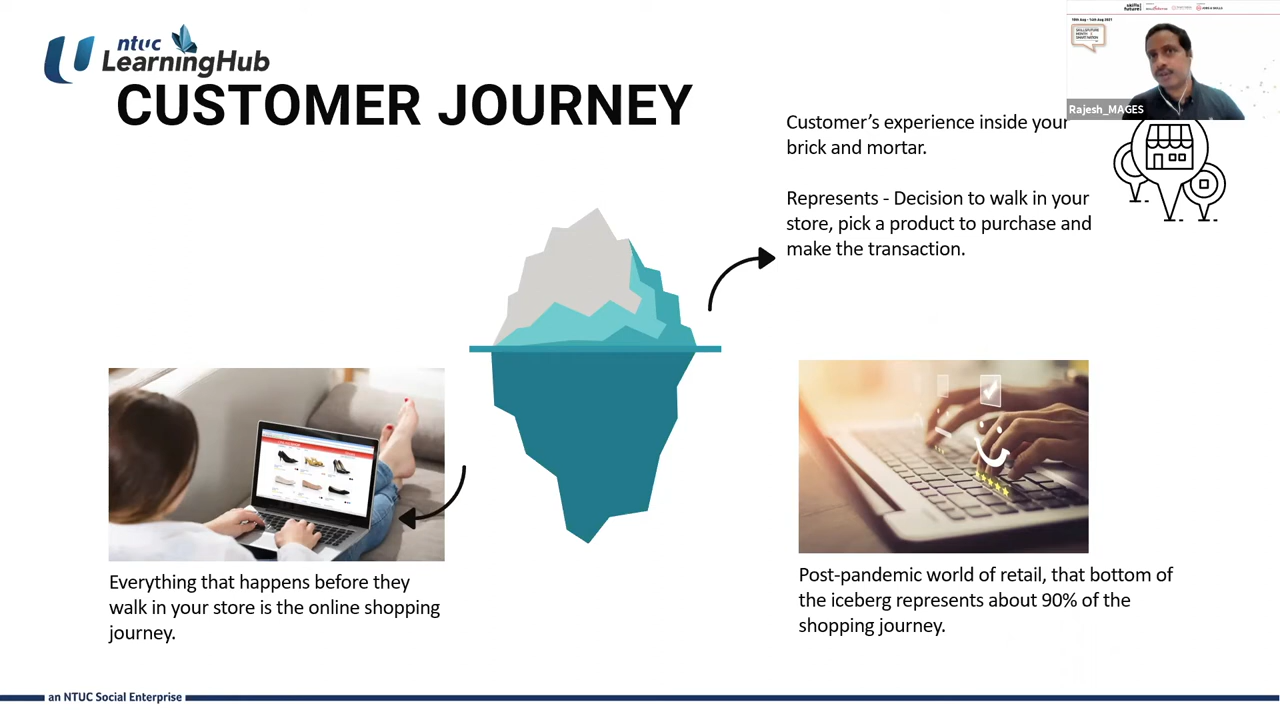 ntuc
LearningHub
CUSTOMER JOURNEY
Customer's experience inside your
brick and mortar.
Represents - Decision to walk in your
store, pick a product to purchase and
make the transaction.
Rajesh_MAGES
Everything that happens before they
walk in your store is the online shopping
journey.
Post-pandemic world of retail, that bottom of
the iceberg represents about 90% of the
shopping journey.
an NTUC Social Enterprise